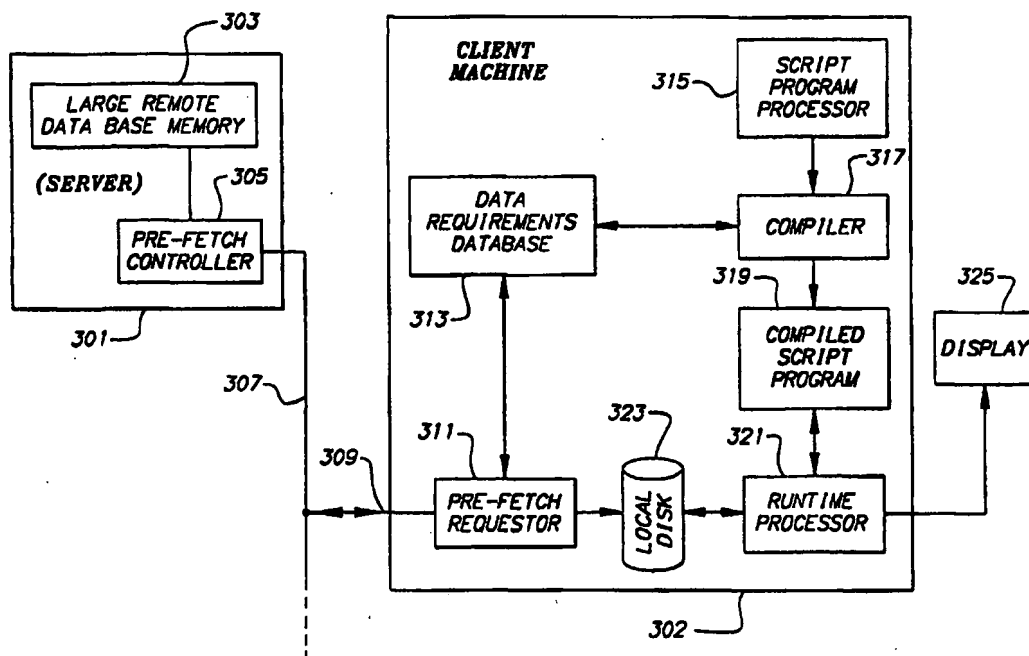 303
LARGE REMOTE
DATA BASE MEMORY
(SERVER)
305
PRE-FETCH
CONTROLLER
301
307
309
CLIENT
MACHINE
315
SCRIPT
PROGRAM
PROCESSOR
317
COMPILER
DATA
REQUIREMENTS
DATABASE
313
319
COMPILED
SCRIPT
PROGRAM
325
DISPLAY
311
PRE-FETCH
REQUESTOR
323
LOCAL
DISK
321
RUNTIME
PROCESSOR
302